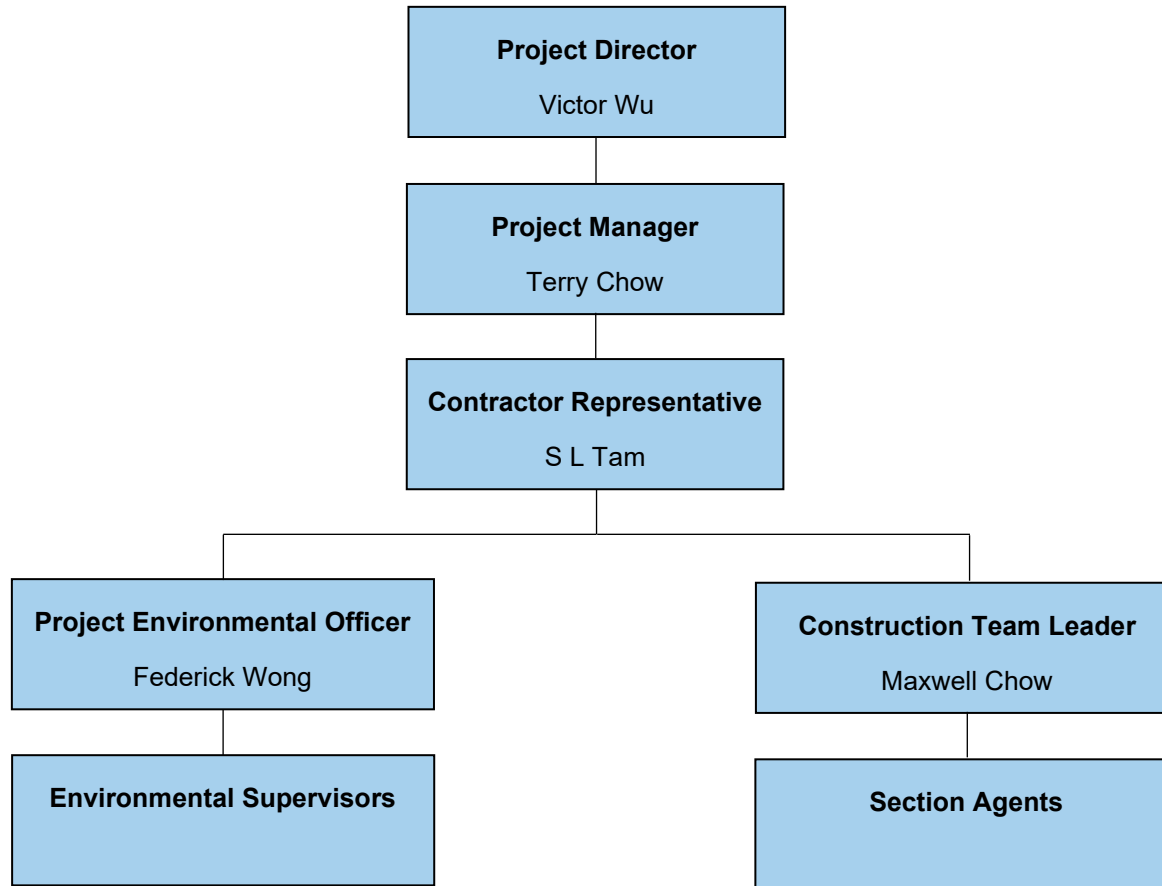 Project Director
Victor Wu
Project Manager
Terry Chow
Contractor Representative
S L Tam
Project Environmental Officer
Federick Wong
Construction Team Leader
Maxwell Chow
Environmental Supervisors
Section Agents